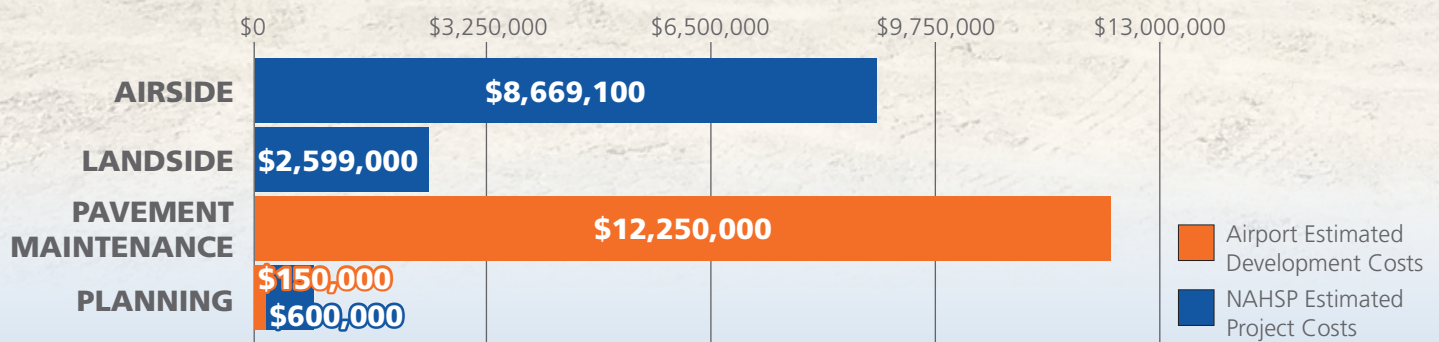 $0 $3,250,000 $6,500,000 $9,750,000 $13,000,000
AIRSIDE $8,669,100
LANDSIDE $2,599,000
PAVEMENT
MAINTENANCE $12,250,000
PLANNING $150,000
$600,000
Airport Estimated
Development Costs
NAHSP Estimated
Project Costs